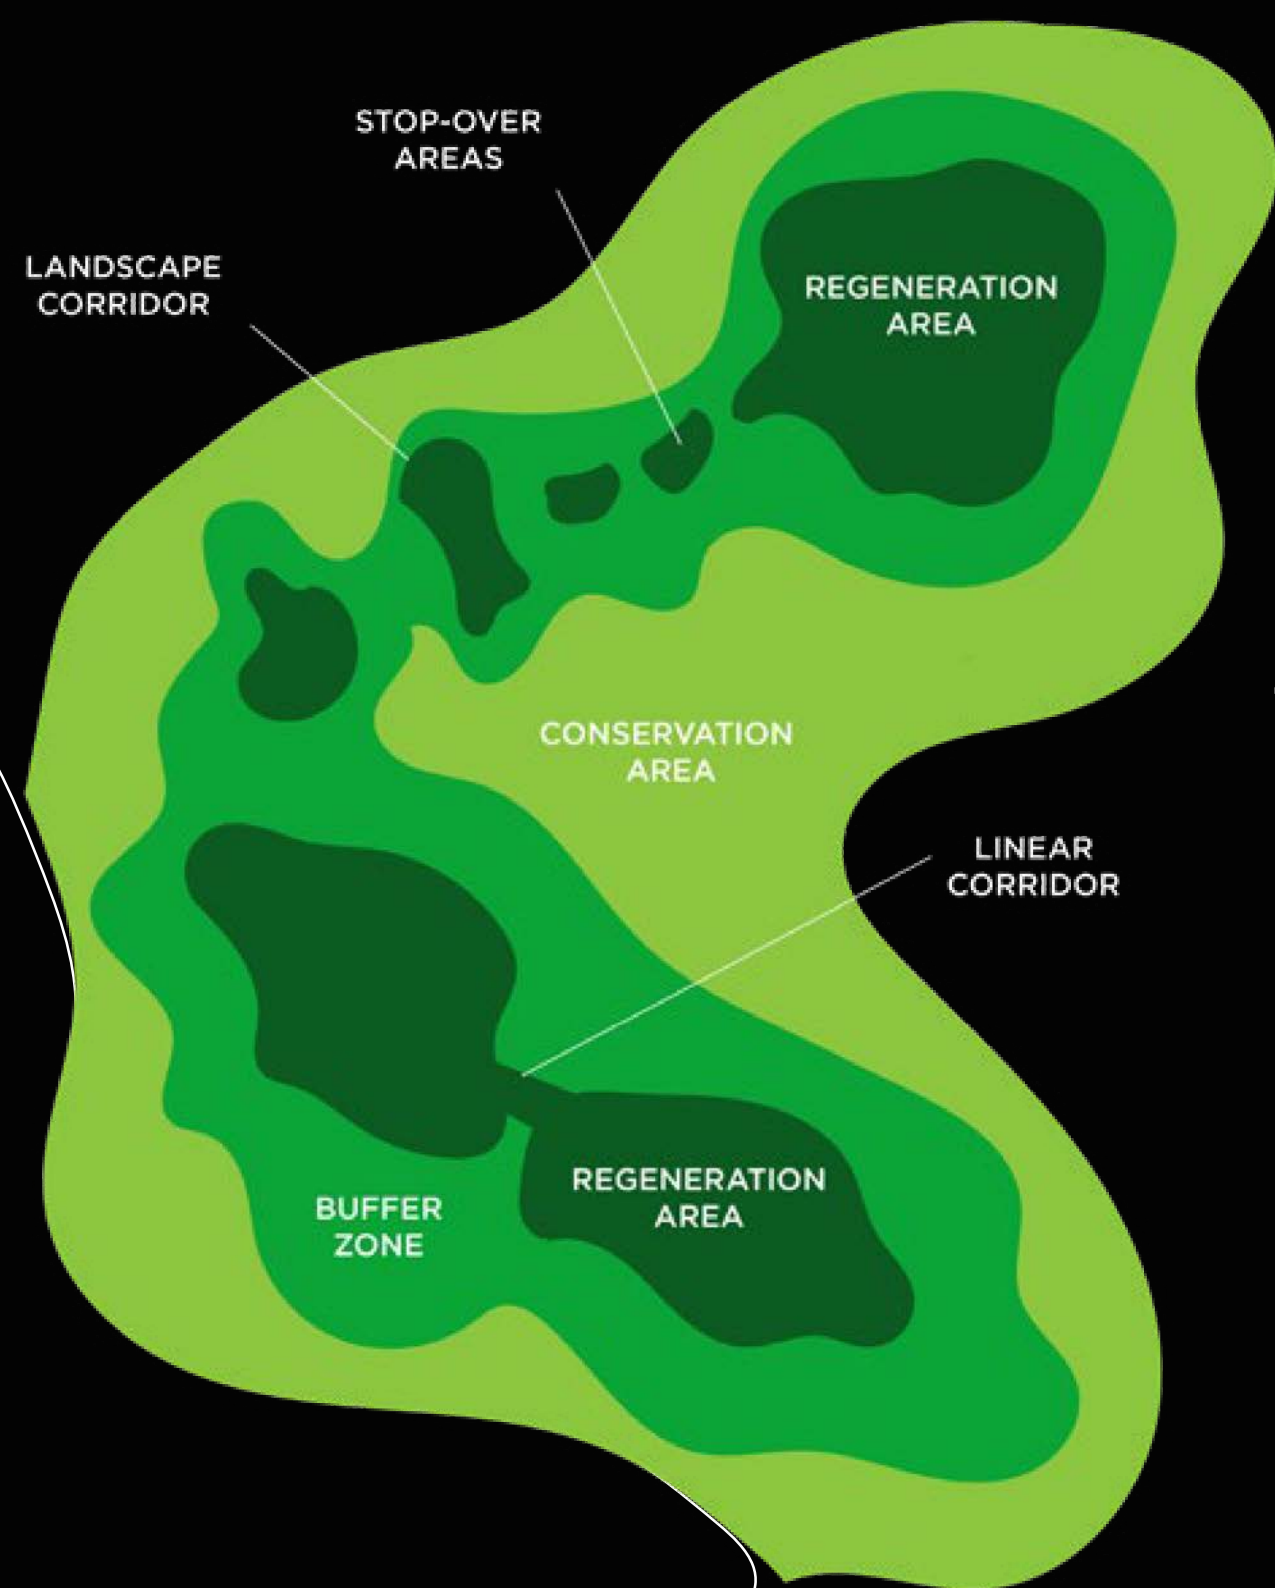 STOP-OVER
AREAS
LANDSCAPE
CORRIDOR
REGENERATION
AREA
CONSERVATION
AREA
LINEAR
CORRIDOR
REGENERATION
AREA
BUFFER
ZONE